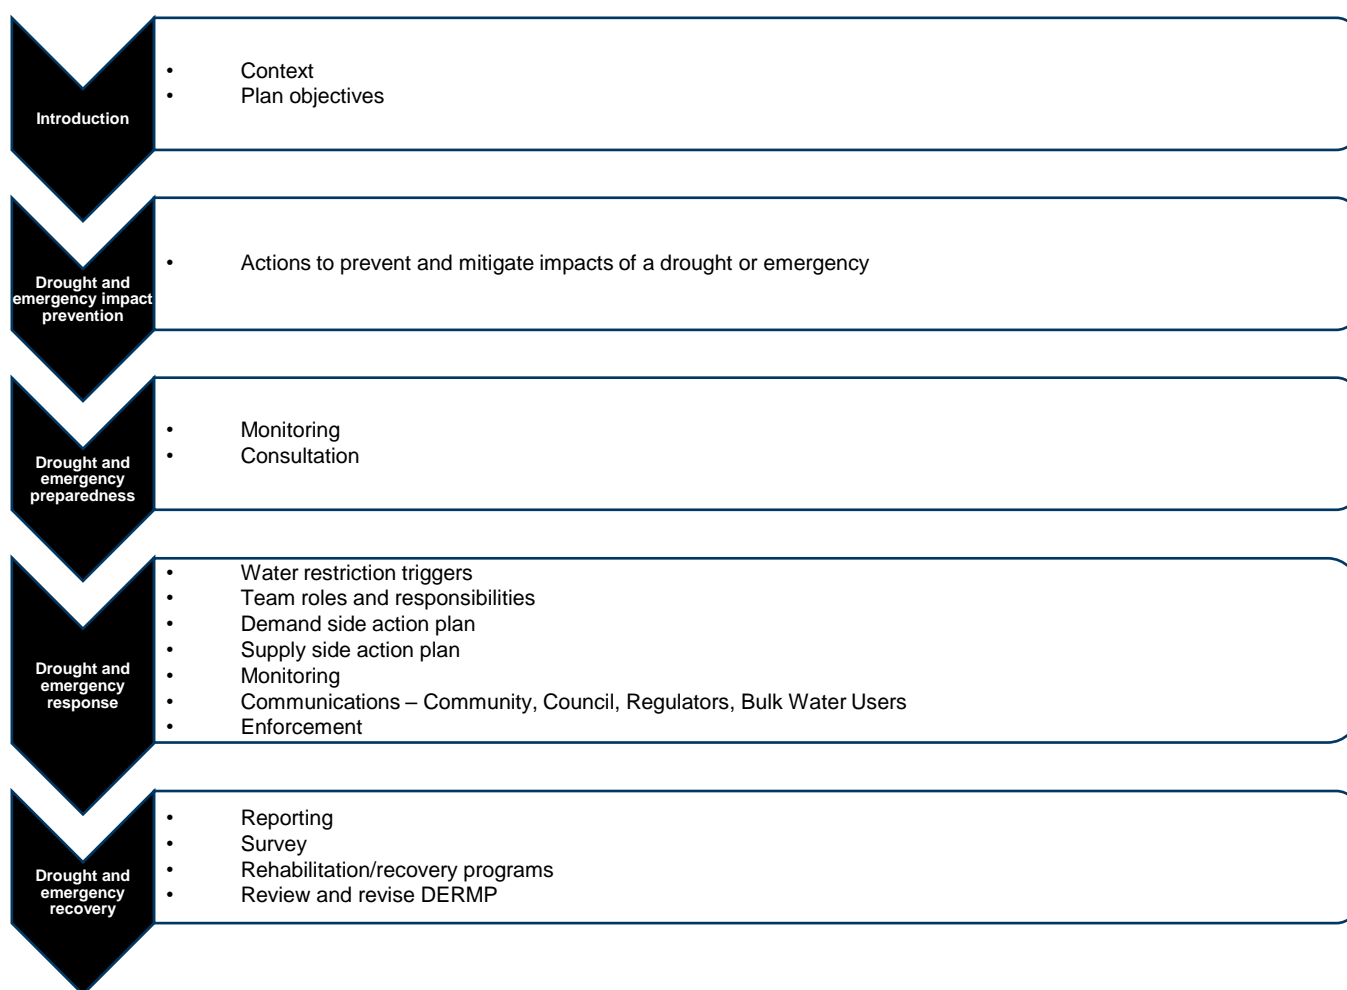 Introduction
• Context
• Plan objectives
Drought and
emergency impact
prevention
• Actions to prevent and mitigate impacts of a drought or emergency
Drought and
emergency
preparedness
• Monitoring
• Consultation
Drought and
emergency
response
• Water restriction triggers
• Team roles and responsibilities
• Demand side action plan
• Supply side action plan
• Monitoring
• Communications – Community, Council, Regulators, Bulk Water Users
• Enforcement
Drought and
emergency
recovery
• Reporting
• Survey
• Rehabilitation/recovery programs
• Review and revise DERMP